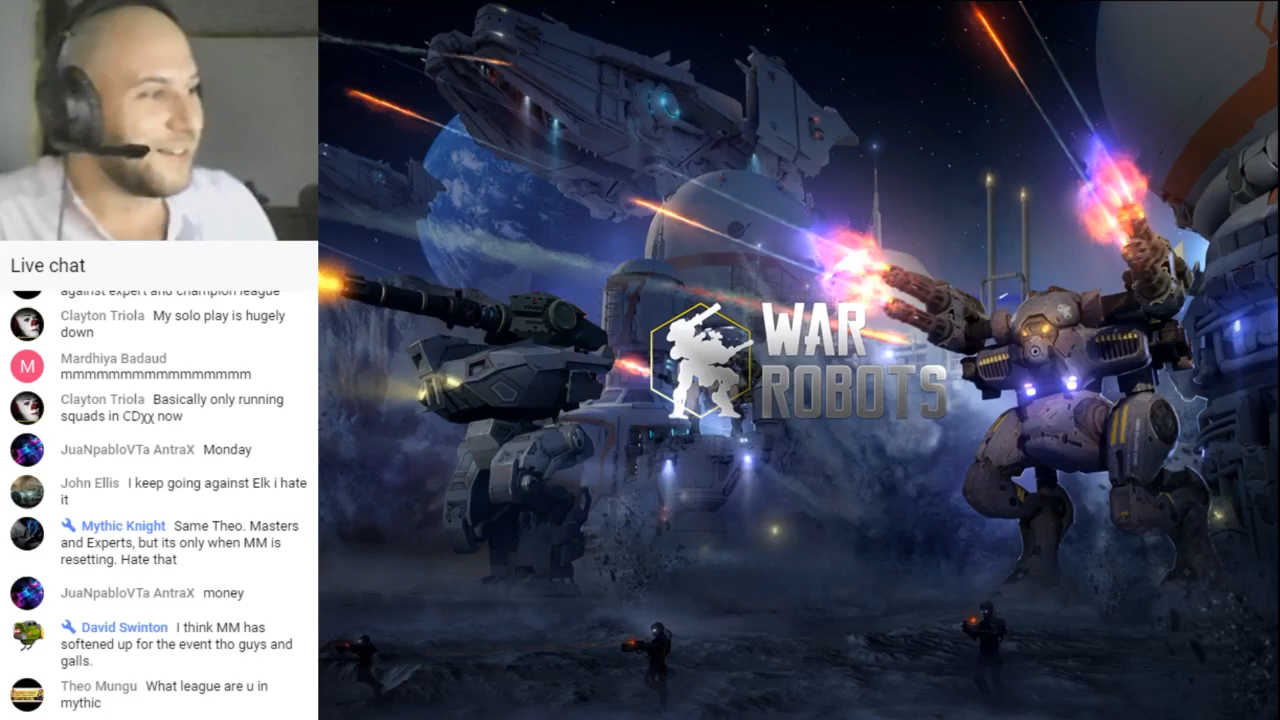 Live chat
against expert and champion league
Clayton Triola My solo play is hugely
down
Mardhiya Badaud
mmmmmmmmmmmmmmmmm
Clayton Triola Basically only running
squads in CDχχ now
JuaNpabloVTa AntraX Monday
John Ellis I keep going against Elk i hate
it
Mythic Knight Same Theo. Masters
and Experts, but its only when MM is
resetting. Hate that
JuaNpabloVTa AntraX money
David Swinton I think MM has
softened up for the event tho guys and
galls.
Theo Mungu What league are u in
mythic
M
WAR
ROBOTS